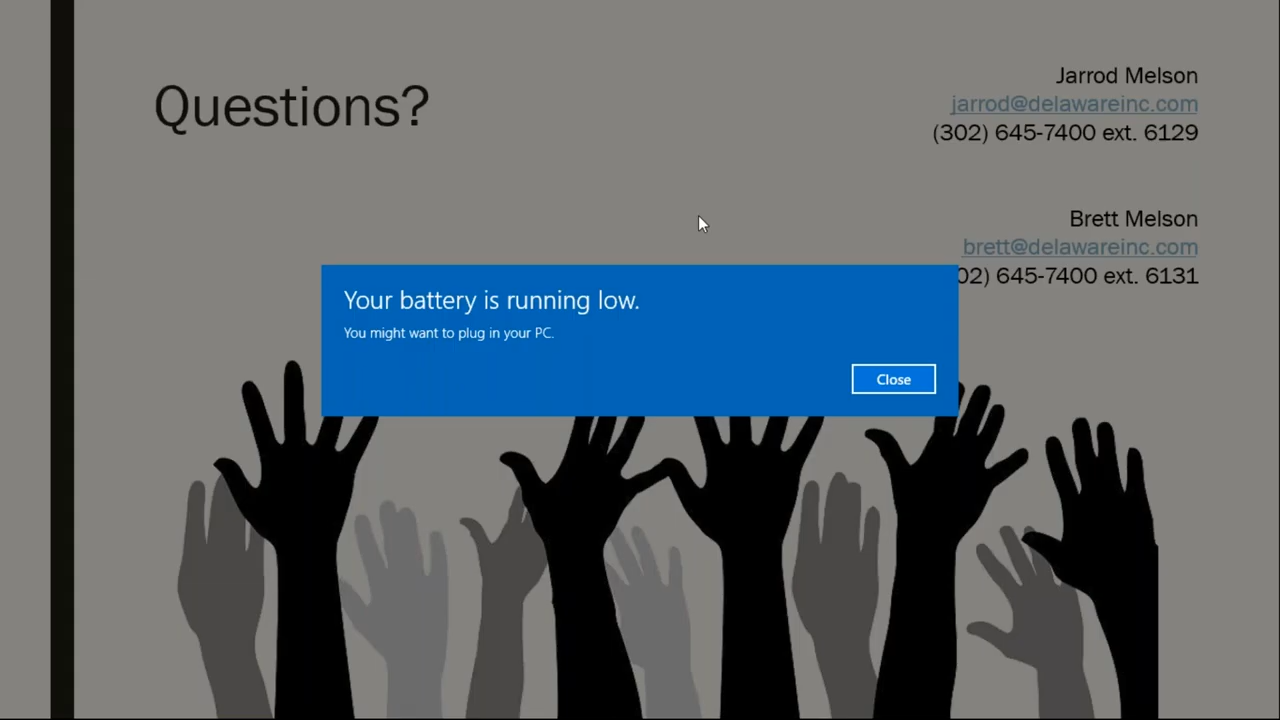 Questions?
Jarrod Melson
jarrod@delawareinc.com
(302) 645-7400 ext. 6129
Brett Melson
brett@delawareinc.com
02) 645-7400 ext. 6131
Your battery is running low.
You might want to plug in your PC.
Close